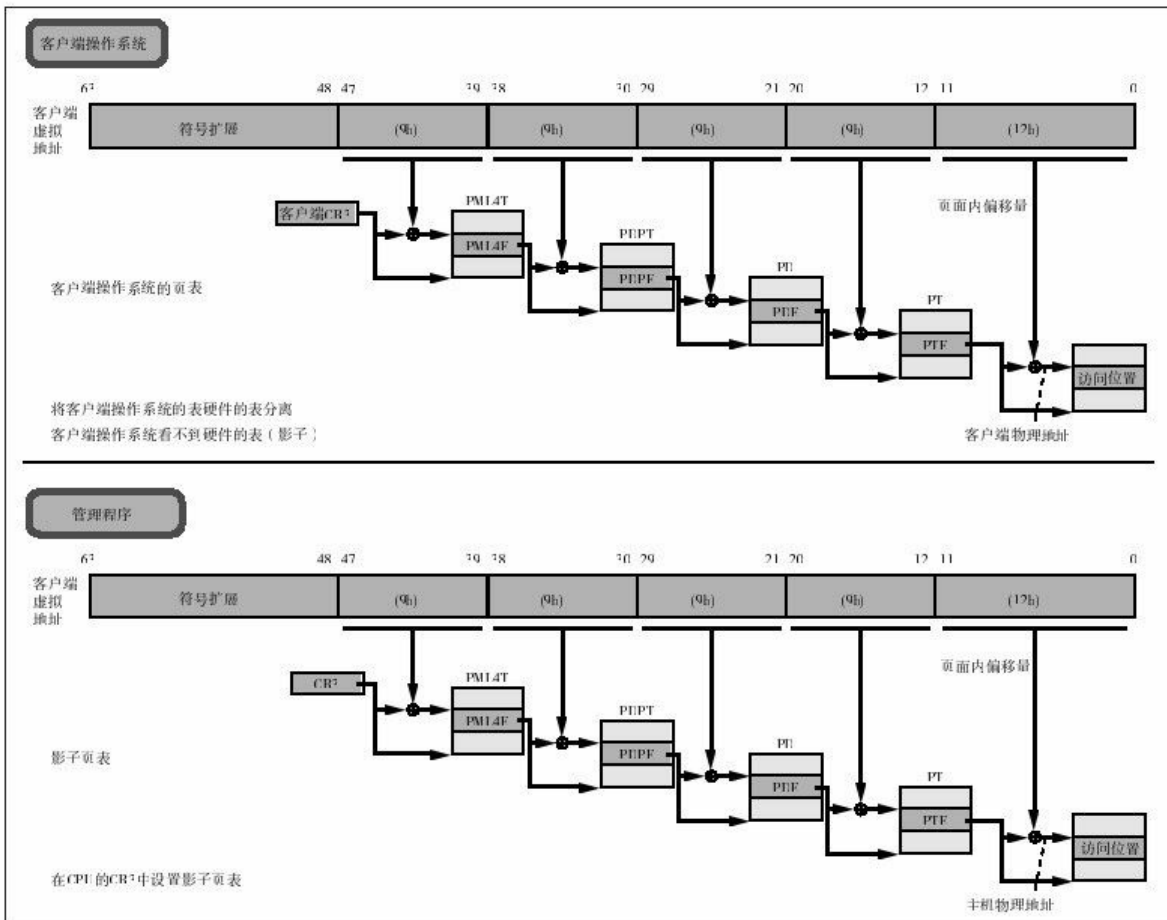 客户端操作系统
63 48 47 39 38 30 29 21 20 12 11 0
客户端
虚拟
地址
符号扩展 (9b) (9b) (9b) (9b) (12b)
页面内偏移量
客户端CR3
PML4T
PML4E
PDPT
PDPE
PD
PDE
PT
PTE
访问位置
客户端操作系统的页表
将客户端操作系统的表硬件的表分离
客户端操作系统看不到硬件的表（影子）
客户端物理地址
管理程序
63 48 47 39 38 30 29 21 20 12 11 0
客户端
虚拟
地址
符号扩展 (9b) (9b) (9b) (9b) (12b)
页面内偏移量
CR3
PML4T
PML4E
PDPT
PDPE
PD
PDE
PT
PTE
访问位置
影子页表
在CPU的CR3中设置影子页表
主机物理地址